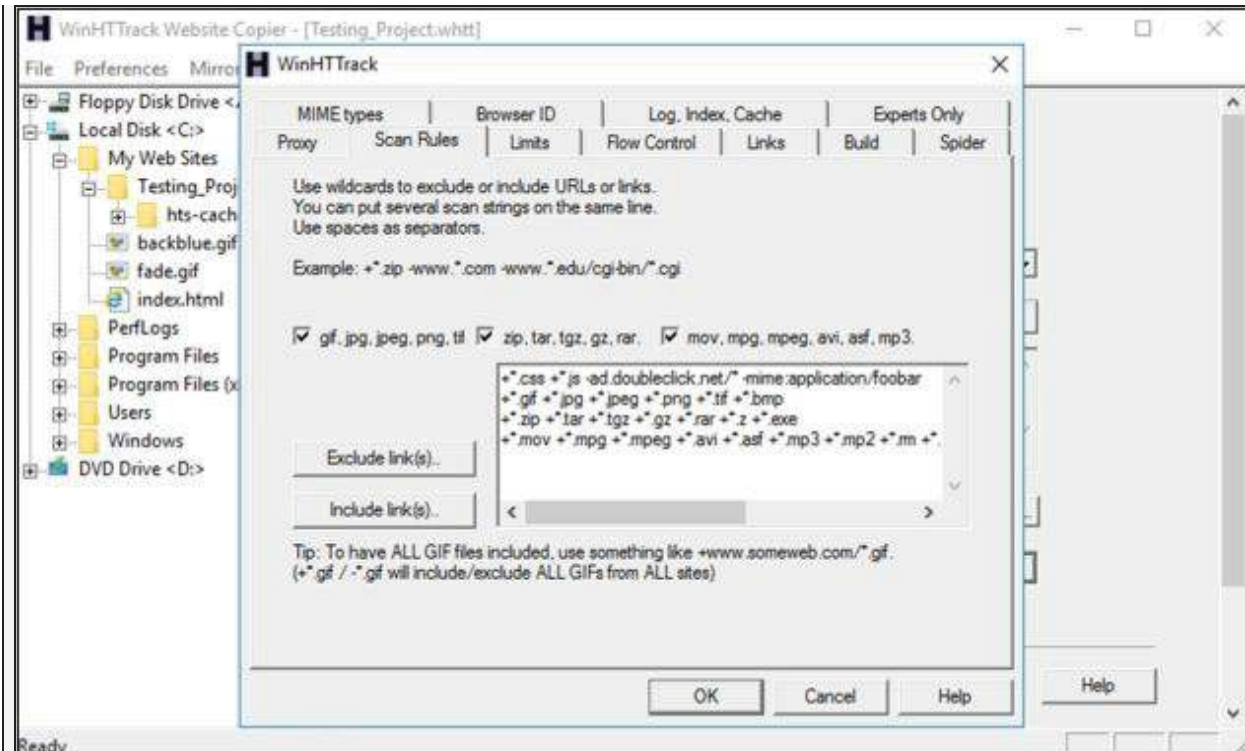 WinHTTrack Website Copier - [Testing_Project.whtt]
File Preferences Mirror
WinHTTrack
Floppy Disk Drive <
Local Disk <C:>
My Web Sites
Testing_Proj
hts-cach
backblue.gif
fade.gif
index.html
PerfLogs
Program Files
Program Files (x
Users
Windows
DVD Drive <D:>
MIME types Browser ID Log, Index, Cache Experts Only
Proxy Scan Rules Limits Flow Control Links Build Spider
Use wildcards to exclude or include URLs or links.
You can put several scan strings on the same line.
Use spaces as separators.
Example: +*.zip -www.*.com -www.*.edu/cgi-bin/*.cgi
gif, jpg, jpeg, png, tif zip, tar, tgz, gz, rar, mov, mpg, mpeg, avi, asf, mp3.
+*.css +*.js -ad.doubleclick.net/* -mime:application/foobar
+*.gif +*.jpg +*.jpeg +*.png +*.tif +*.bmp
+*.zip +*.tar +*.tgz +*.gz +*.rar +*.z +*.exe
+*.mov +*.mpg +*.mpeg +*.avi +*.asf +*.mp3 +*.mp2 +*.rm +*.
Exclude link(s)..
Include link(s)..
Tip: To have ALL GIF files included, use something like +www.someweb.com/*.gif.
(+*.gif / -*.gif will include/exclude ALL GIFs from ALL sites)
OK Cancel Help
Help
Ready